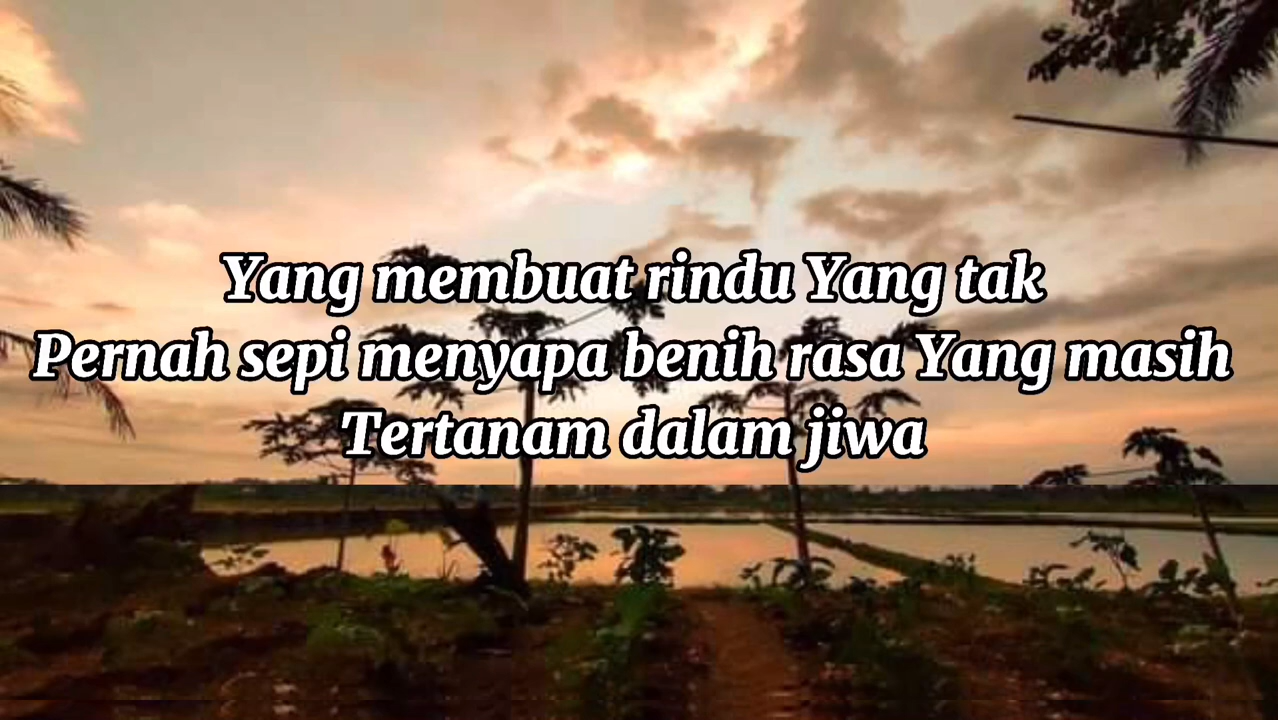 Yang membuat rindu Yang tak
Pernah sepi menyapa benih rasa Yang masih
Tertanam dalam jiwa